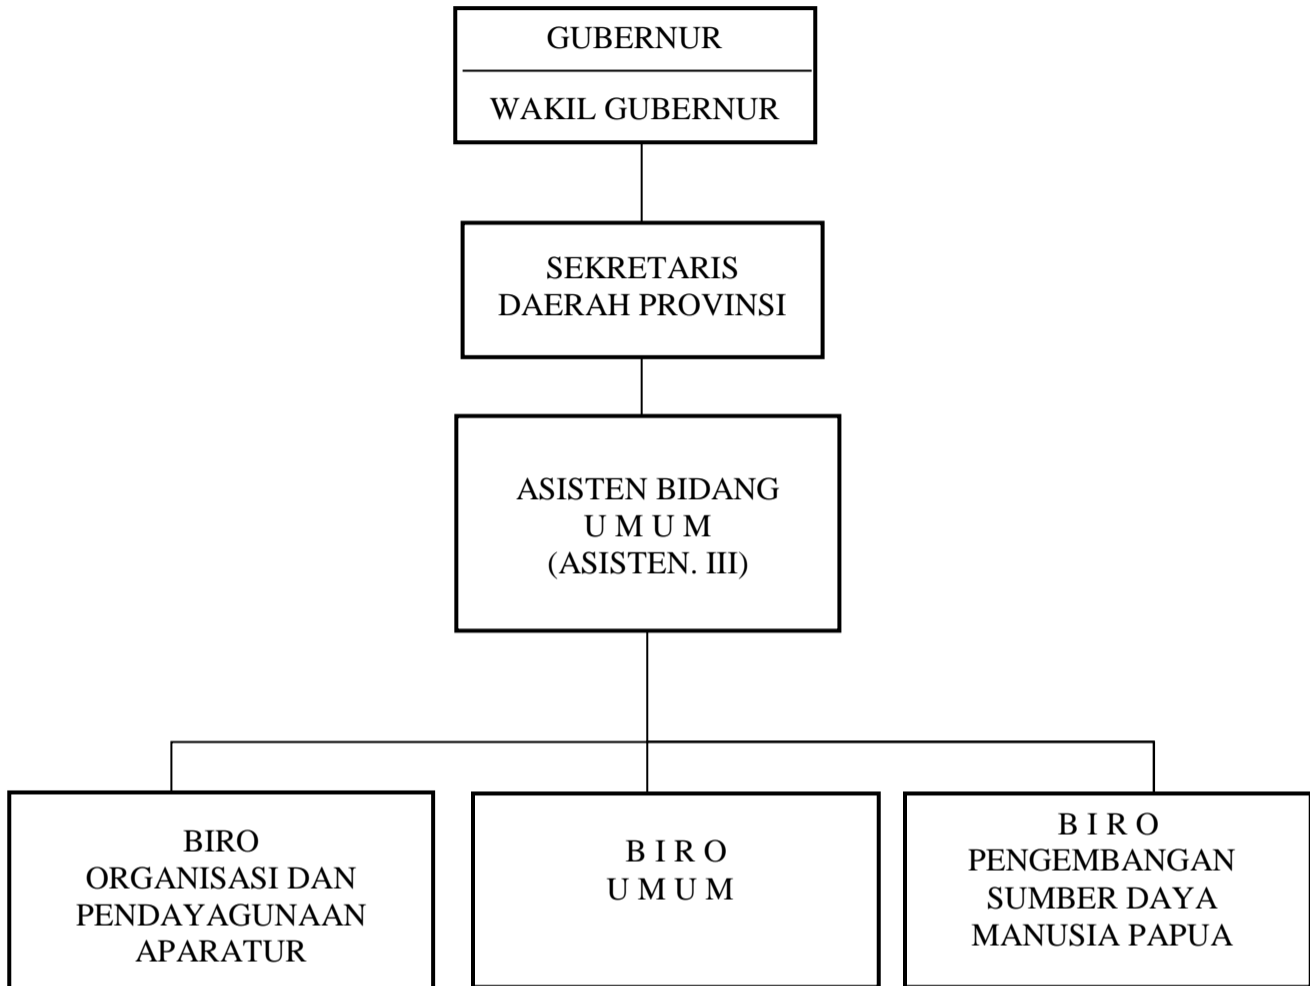 GUBERNUR
WAKIL GUBERNUR
SEKRETARIS
DAERAH PROVINSI
ASISTEN BIDANG
U M U M
(ASISTEN. III)
BIRO
ORGANISASI DAN
PENDAYAGUNAAN
APARATUR
B I R O
U M U M
B I R O
PENGEMBANGAN
SUMBER DAYA
MANUSIA PAPUA